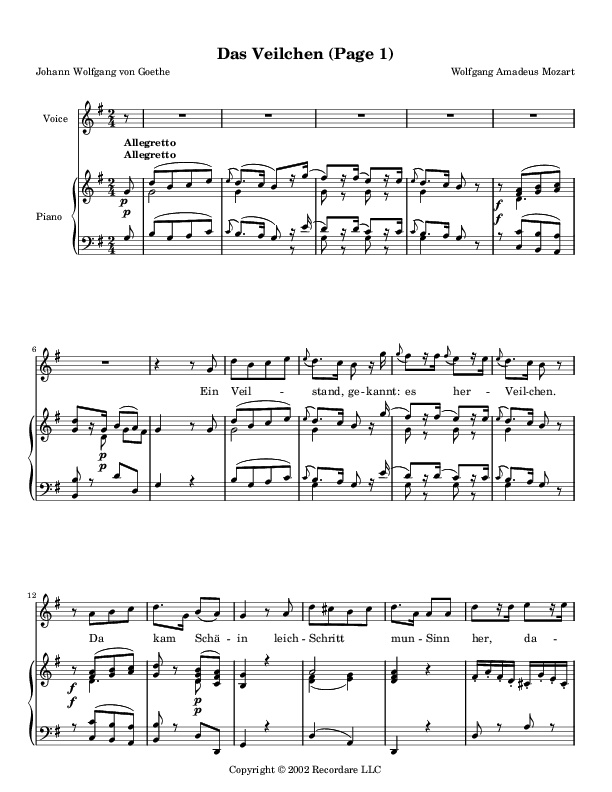 Das Veilchen (Page 1)
Johann Wolfgang von Goethe Wolfgang Amadeus Mozart
Voice
Allegretto
Allegretto
Piano
p
p
f
f
6
Ein Veil - stand, ge-kannt: es her - Veil-chen.
p
p
12
Da kam Schä- in leich-Schritt mun-Sinn her, da-
f
f
p
p
Copyright © 2002 Recordare LLC